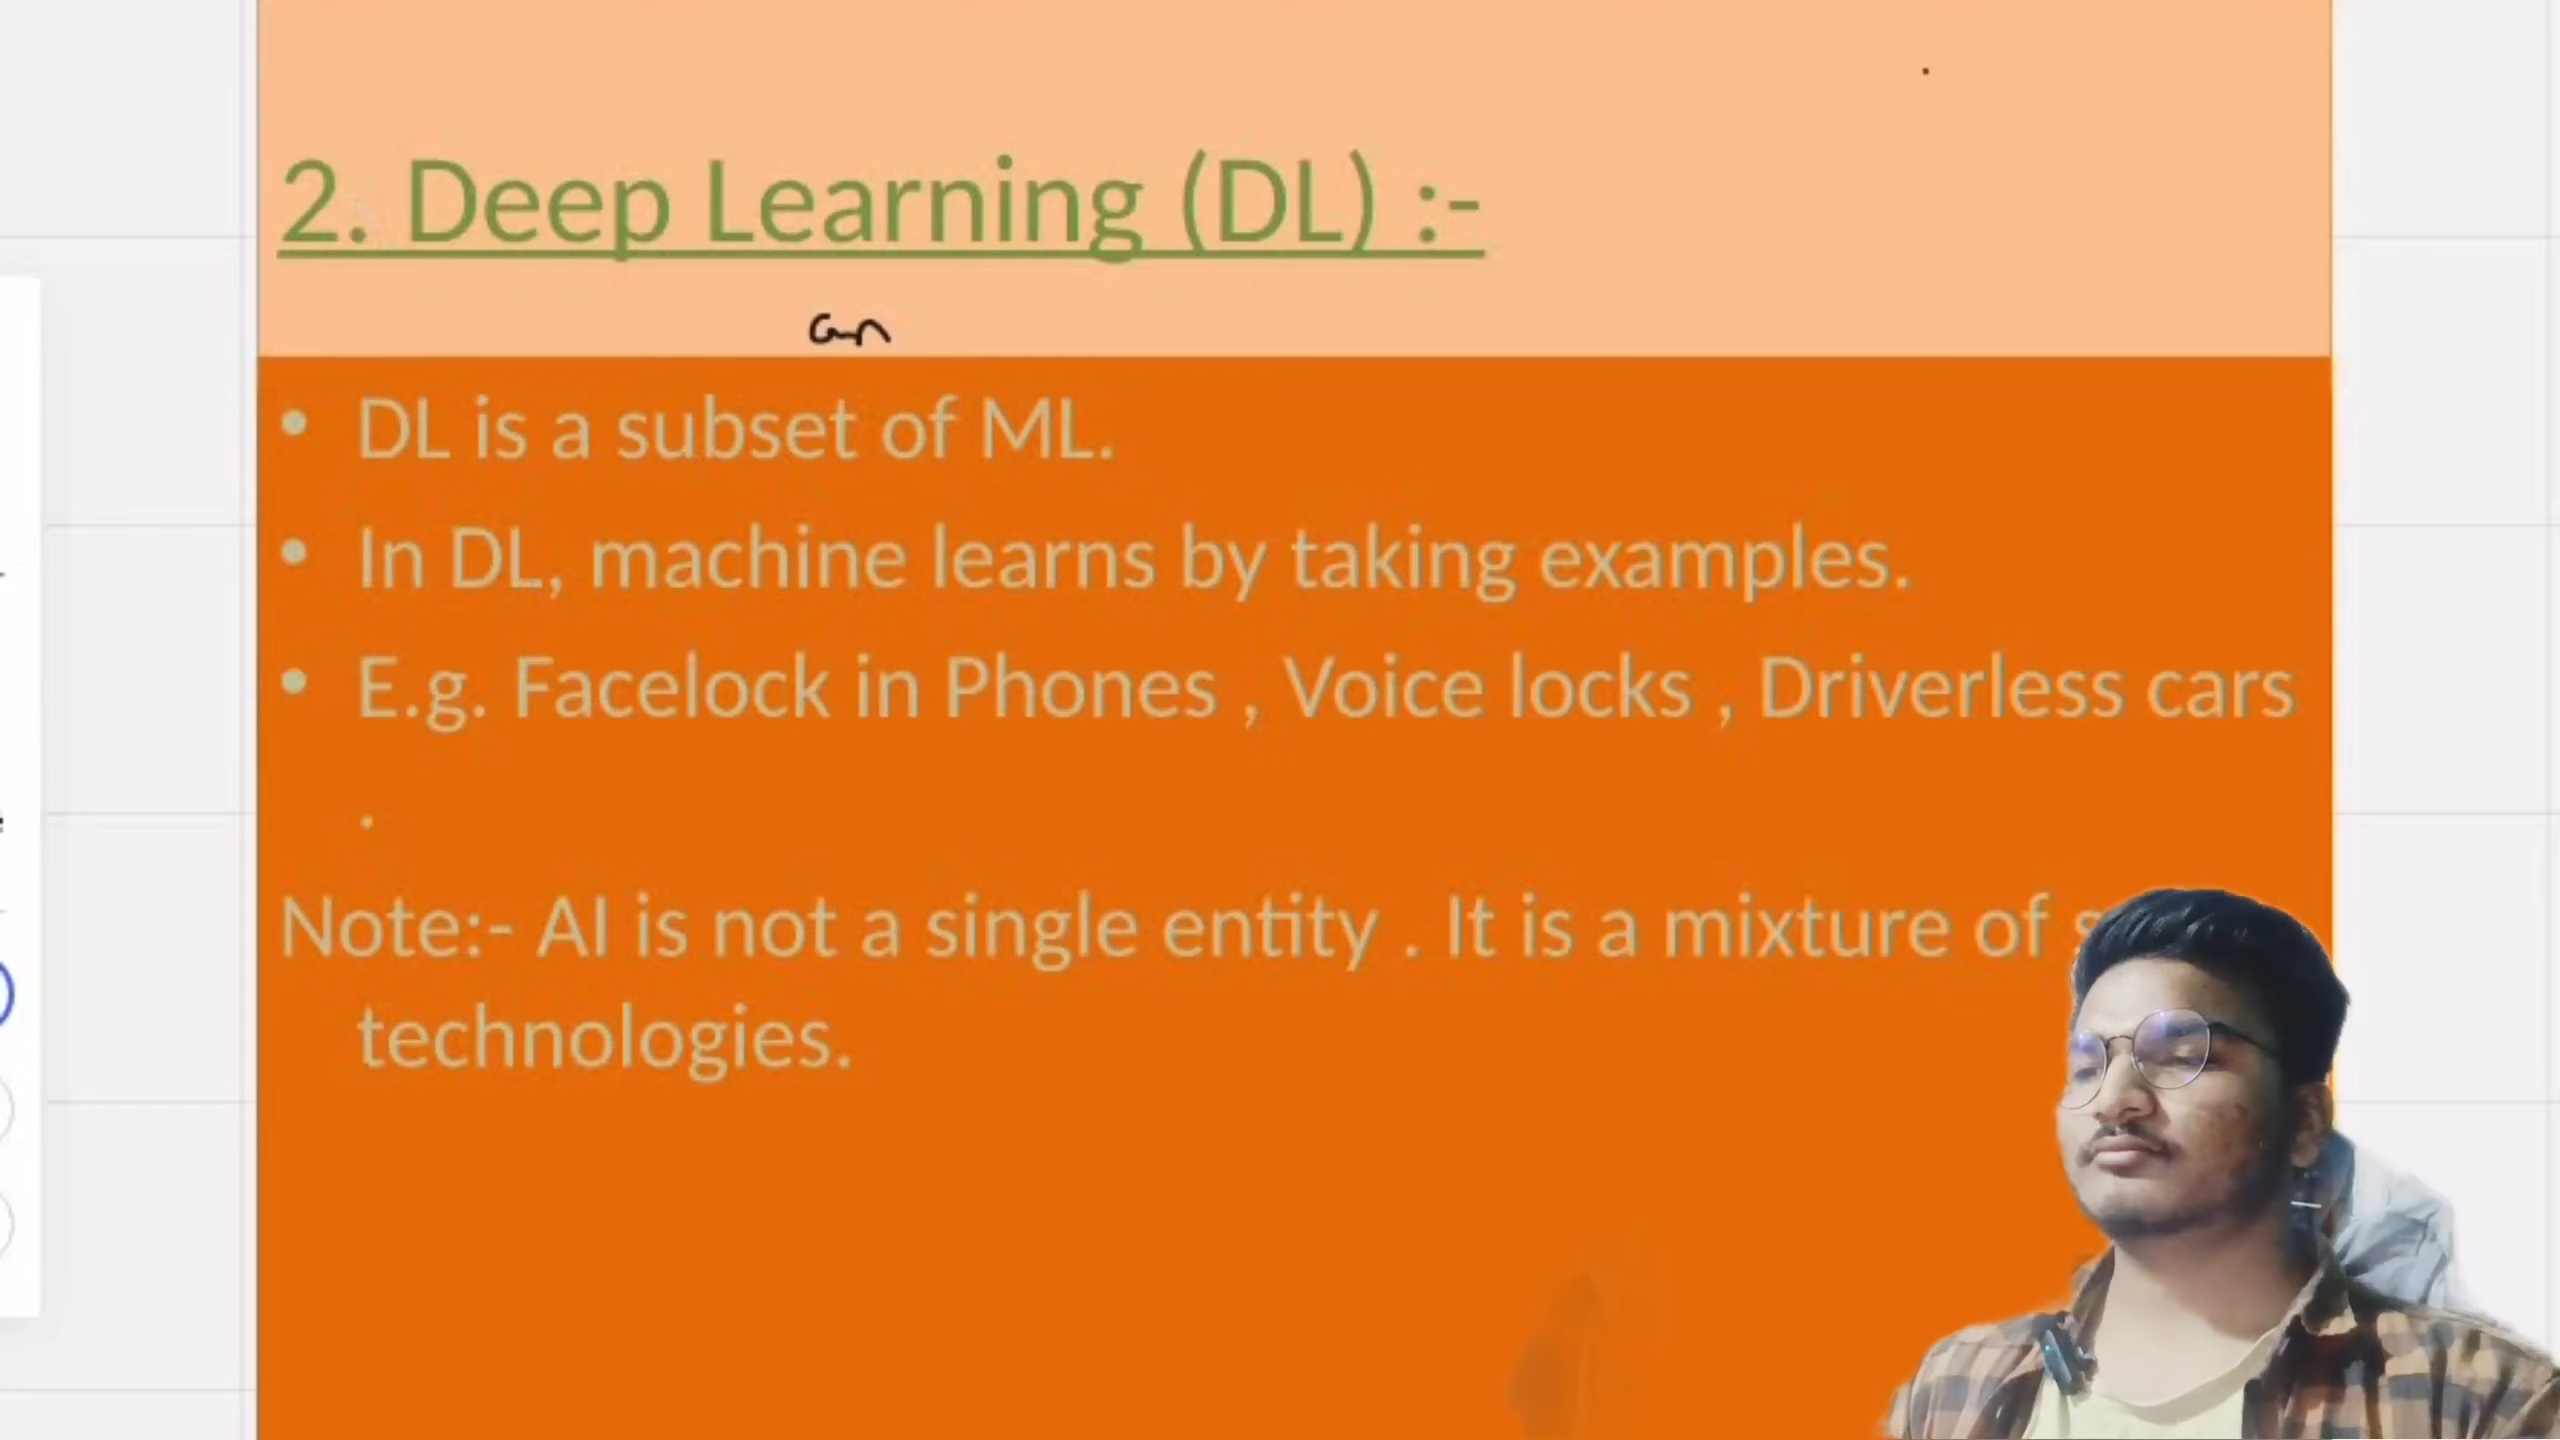 2. Deep Learning (DL) :-
• DL is a subset of ML.
• In DL, machine learns by taking examples.
• E.g. Facelock in Phones , Voice locks , Driverless cars
.
Note:- AI is not a single entity . It is a mixture of
technologies.